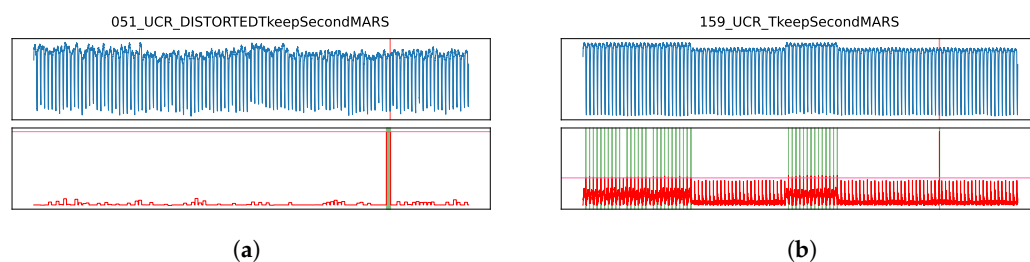 051_UCR_DISTORTEDTkeepSecondMARS
159_UCR_TkeepSecondMARS
(a)
(b)